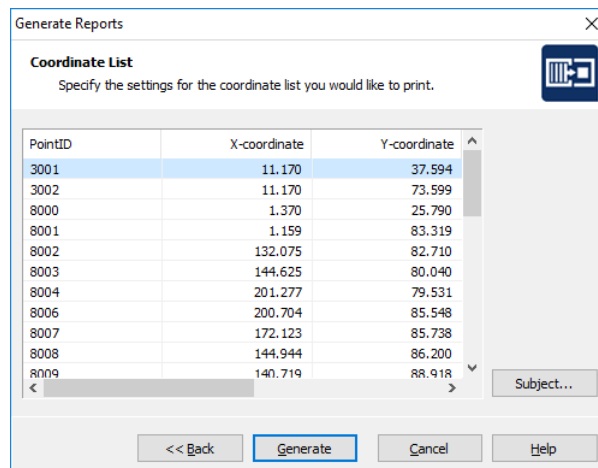 Generate Reports
Coordinate List
Specify the settings for the coordinate list you would like to print.
PointID X-coordinate Y-coordinate
3001 11.170 37.594
3002 11.170 73.599
8000 1.370 25.790
8001 1.159 83.319
8002 132.075 82.710
8003 144.625 80.040
8004 201.277 79.531
8006 200.704 85.548
8007 172.123 85.738
8008 144.944 86.200
8009 140.719 88.918
Subject...
<< Back Generate Cancel Help